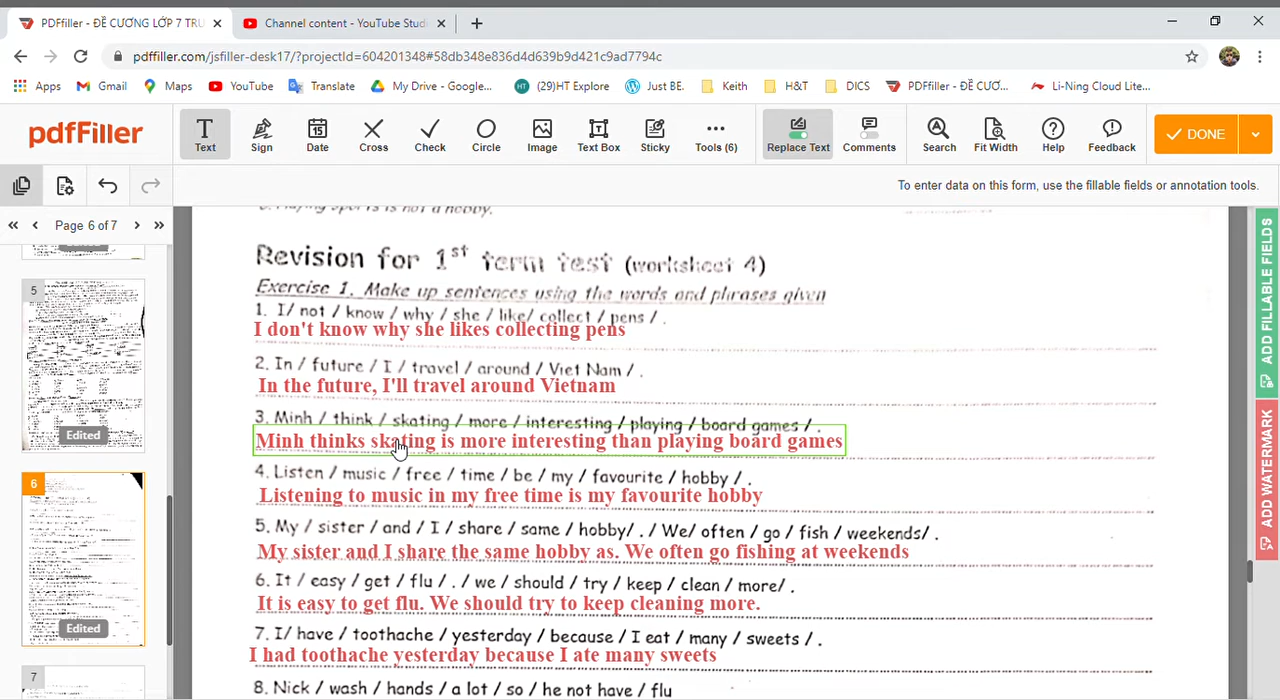 PDFfiller - ĐỀ CƯƠNG LỚP 7 TRU
Channel content - YouTube Studi
pdffiller.com/jsfiller-desk17/?projectId=604201348#58db348e836d4d639b9d421c9ad7794c
Apps
Gmail
Maps
YouTube
Translate
My Drive - Google...
HT
(29)HT Explore
Just BE.
Keith
H&T
DICS
PDFfiller - ĐỀ CƯƠ...
Li-Ning Cloud Lite...
pdfFiller
Text
Sign
15
Date
Cross
Check
Circle
Image
Text Box
Sticky
Tools (6)
Replace Text
Comments
Search
Fit Width
Help
Feedback
DONE
To enter data on this form, use the fillable fields or annotation tools.
Page 6 of 7
5
Edited
6
Edited
7
Playing sports is not a hobby.
Revision for 1st term test (worksheet 4)
Exercise 1. Make up sentences using the words and phrases given
1. I/ not / know / why / she / like/ collect / pens / .
I don't know why she likes collecting pens
2. In / future / I / travel / around / Viet Nam / .
In the future, I'll travel around Vietnam
3. Minh / think / skating / more / interesting / playing / board games / .
Minh thinks skating is more interesting than playing board games
4. Listen / music / free / time / be / my / favourite / hobby / .
Listening to music in my free time is my favourite hobby
5. My / sister / and / I / share / same / hobby/ . / We/ often / go / fish / weekends/ .
My sister and I share the same hobby as. We often go fishing at weekends
6. It / easy / get / flu / . / we / should / try / keep / clean / more/ .
It is easy to get flu. We should try to keep cleaning more.
7. I/ have / toothache / yesterday / because / I eat / many / sweets / .
I had toothache yesterday because I ate many sweets
8. Nick / wash / hands / a lot / so / he not have / flu
ADD FILLABLE FIELDS
ADD WATERMARK